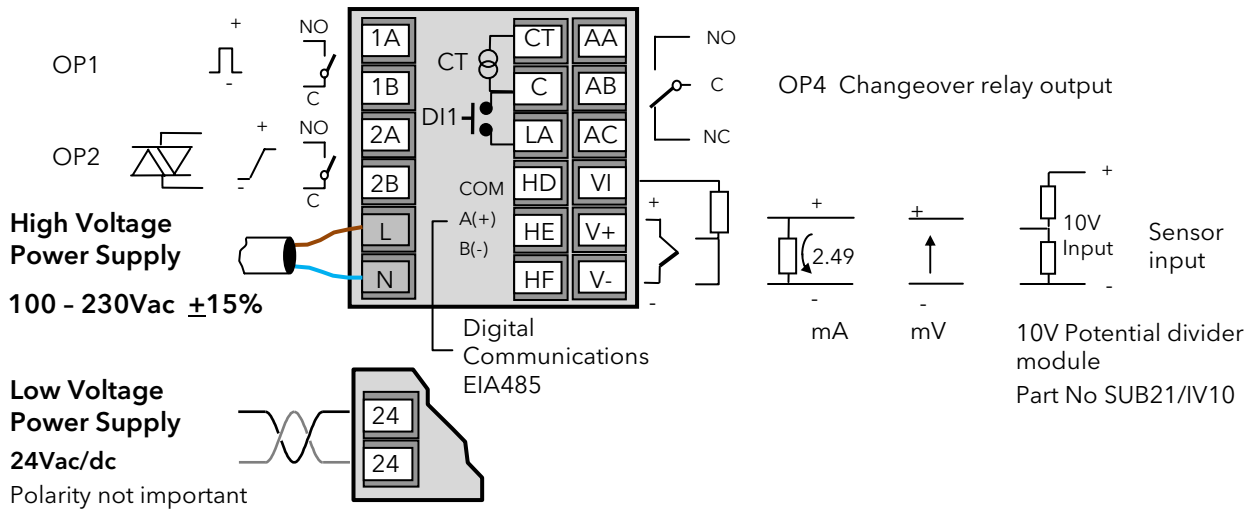 OP1
+
-
NO
C
1A
1B
CT
DI1
CT
C
LA
AA
AB
AC
NO
C
NC
OP4 Changeover relay output
OP2
+
-
NO
C
2A
2B
COM
A(+)
B(-)
HD
HE
HF
VI
V+
V-
High Voltage
Power Supply
L
N
100 – 230Vac ±15%
+
-
+
2.49
-
mA
+
-
mV
+
10V
Input
-
Sensor
input
10V Potential divider
module
Part No SUB21/IV10
Digital
Communications
EIA485
Low Voltage
Power Supply
24Vac/dc
Polarity not important
24
24